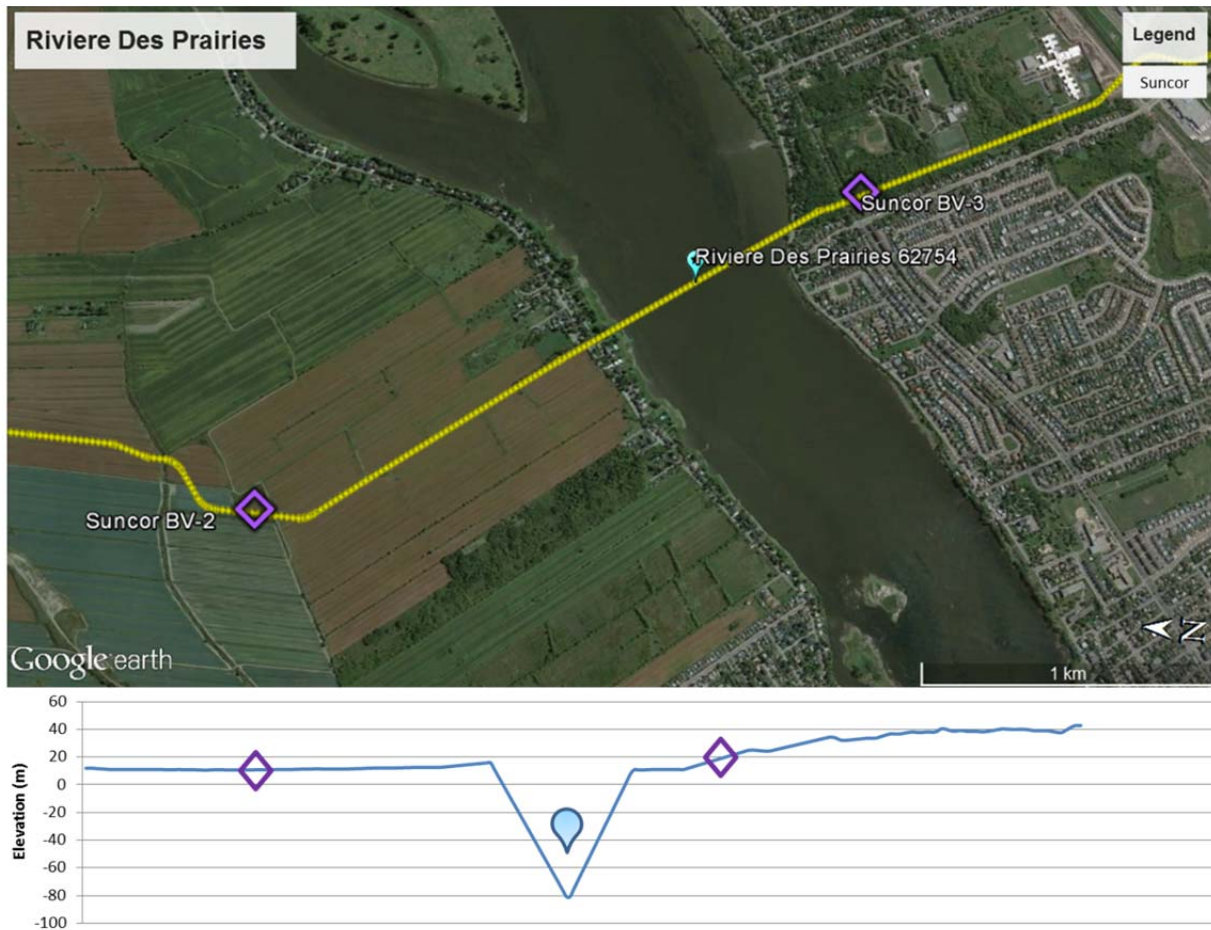 Riviere Des Prairies
Legend
Suncor
Suncor BV-3
Riviere Des Prairies 62754
Suncor BV-2
N
Google earth
1 km
60
40
20
0
-20
-40
-60
-80
-100
Elevation (m)